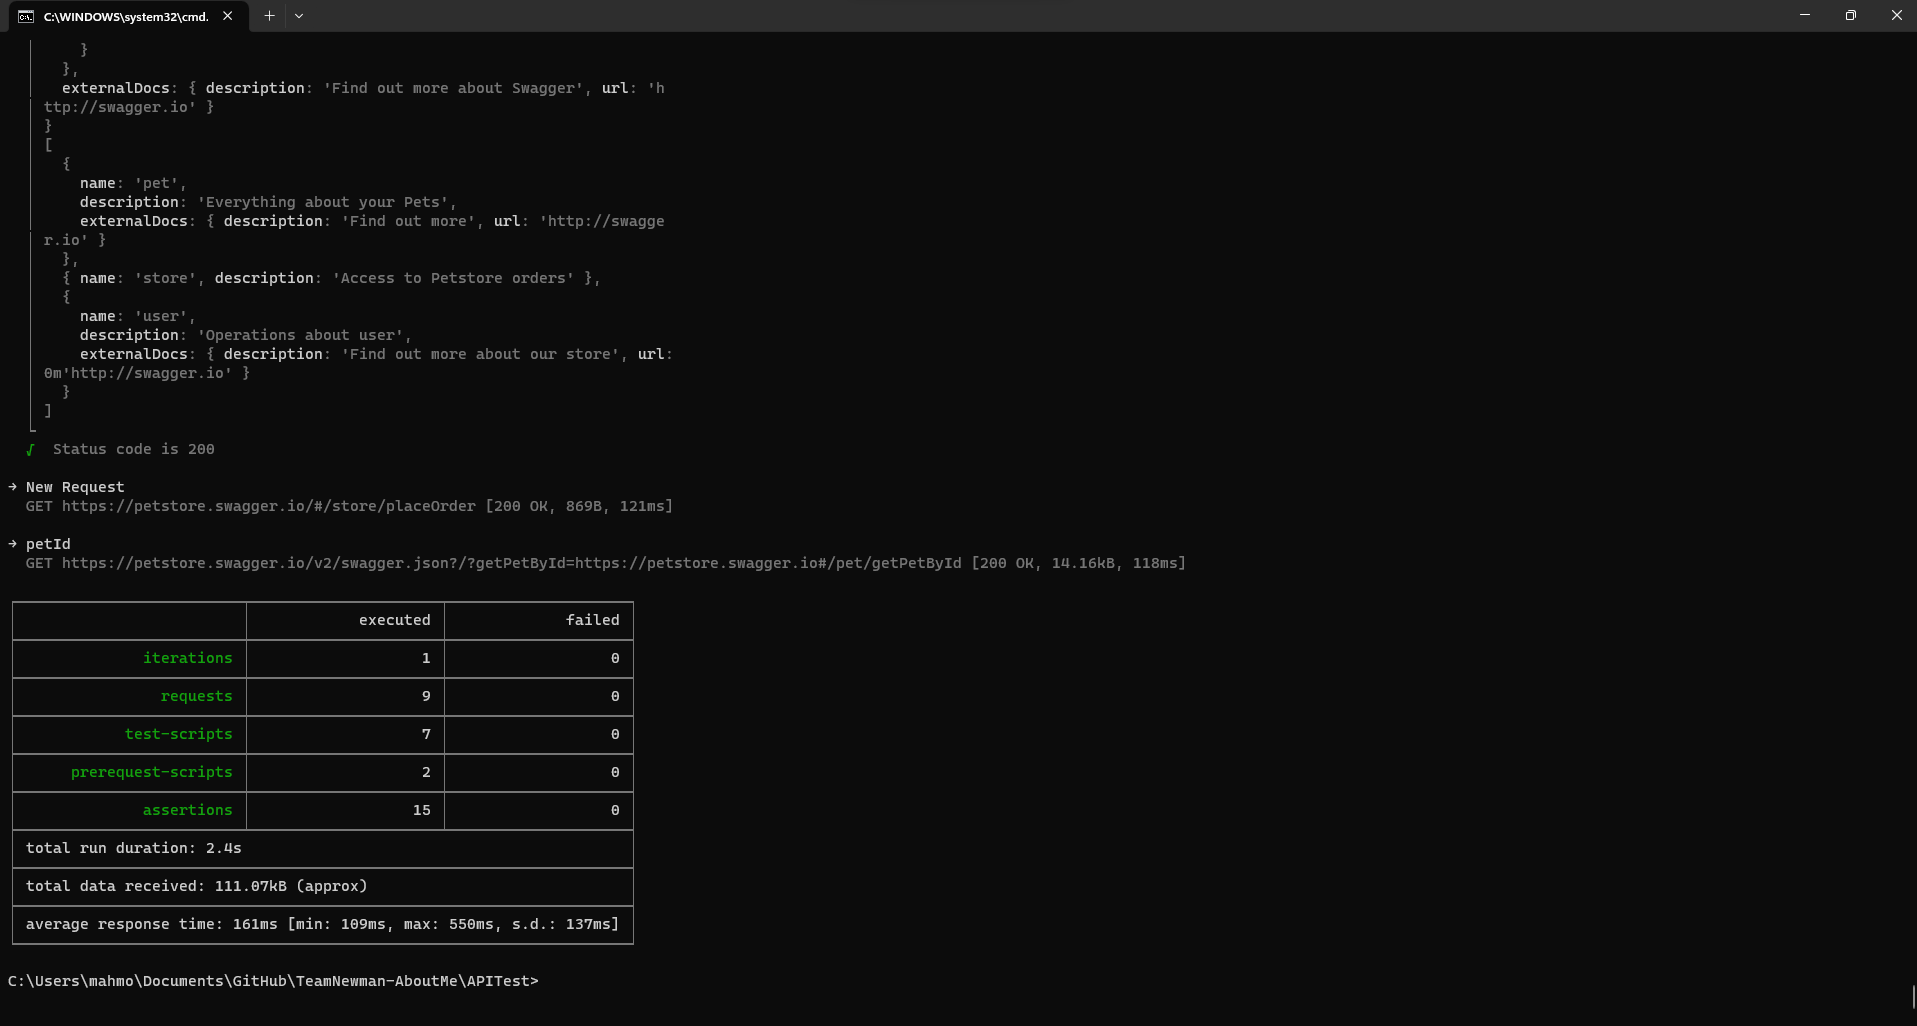 C:\WINDOWS\system32\cmd.
}
},
externalDocs: { description: 'Find out more about Swagger', url: 'h
ttp://swagger.io' }
}
[
{
name: 'pet',
description: 'Everything about your Pets',
externalDocs: { description: 'Find out more', url: 'http://swagge
r.io' }
},
{ name: 'store', description: 'Access to Petstore orders' },
{
name: 'user',
description: 'Operations about user',
externalDocs: { description: 'Find out more about our store', url:
0m'http://swagger.io' }
}
]
√ Status code is 200
→ New Request
GET https://petstore.swagger.io/#/store/placeOrder [200 OK, 869B, 121ms]
→ petId
GET https://petstore.swagger.io/v2/swagger.json?/?getPetById=https://petstore.swagger.io#/pet/getPetById [200 OK, 14.16kB, 118ms]
executed failed
iterations 1 0
requests 9 0
test-scripts 7 0
prerequest-scripts 2 0
assertions 15 0
total run duration: 2.4s
total data received: 111.07kB (approx)
average response time: 161ms [min: 109ms, max: 550ms, s.d.: 137ms]
C:\Users\mahmo\Documents\GitHub\TeamNewman-AboutMe\APITest>